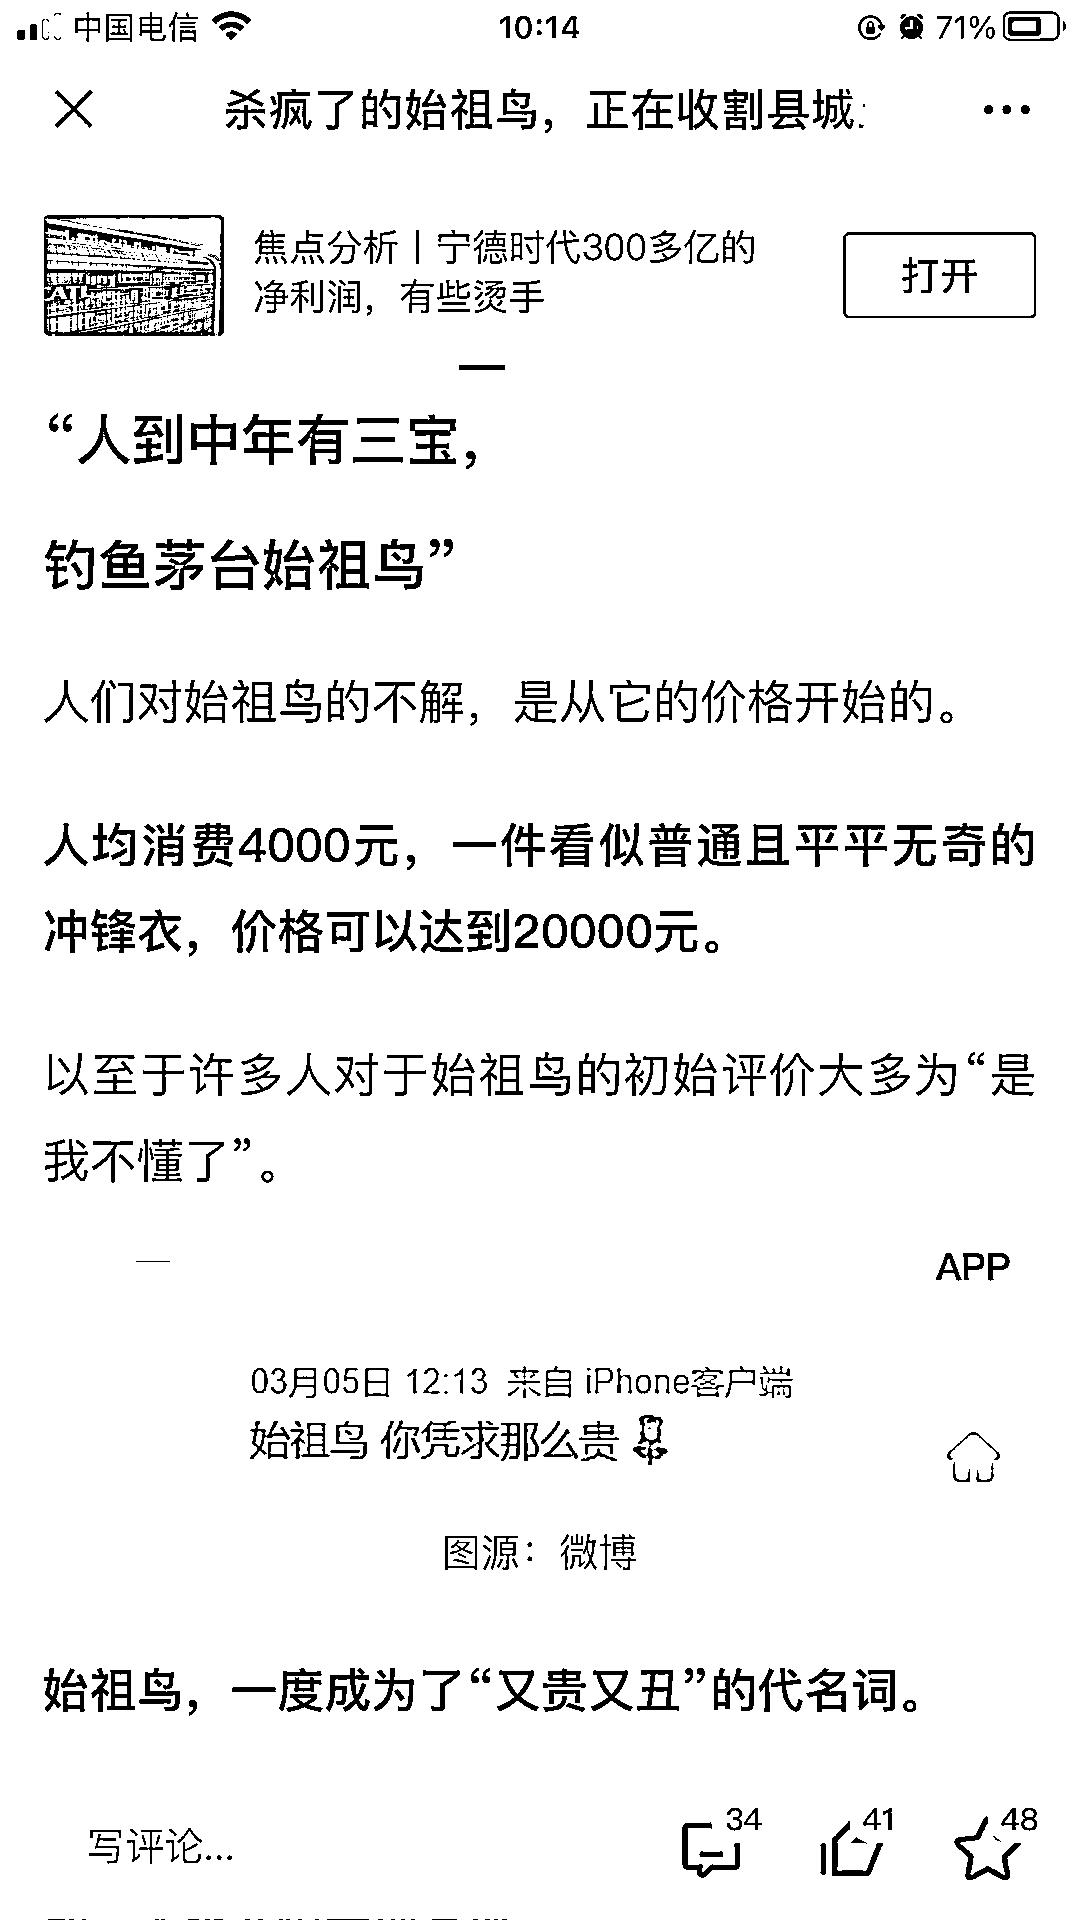 中国电信 10:14 71%
杀疯了的始祖鸟，正在收割县城
焦点分析丨宁德时代300多亿的
净利润，有些烫手
打开
“人到中年有三宝，
钓鱼茅台始祖鸟”
人们对始祖鸟的不解，是从它的价格开始的。
人均消费4000元，一件看似普通且平平无奇的
冲锋衣，价格可以达到20000元。
以至于许多人对于始祖鸟的初始评价大多为“是
我不懂了”。
APP
03月05日 12:13 来自 iPhone客户端
始祖鸟 你凭求那么贵
图源：微博
始祖鸟，一度成为了“又贵又丑”的代名词。
写评论... 34 41 48